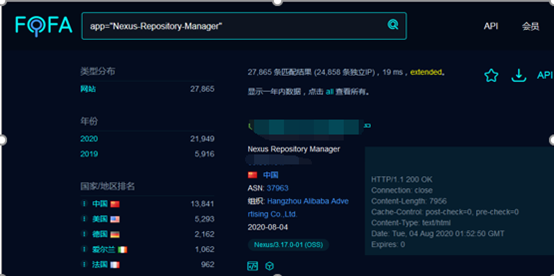 FOFA
app="Nexus-Repository-Manager"
API
会员
类型分布
网站 27,865
年份
2020 21,949
2019 5,916
国家/地区排名
中国 13,841
美国 5,293
德国 2,162
爱尔兰 1,062
法国 962
27,865 条匹配结果 (24,858 条独立IP) , 19 ms , extended。
显示一年内数据，点击 all 查看所有。
API
Nexus Repository Manager
中国
ASN: 37963
组织: Hangzhou Alibaba Adve
rtising Co.,Ltd.
2020-08-04
Nexus/3.17.0-01 (OSS)
HTTP/1.1 200 OK
Connection: close
Content-Length: 7956
Cache-Control: post-check=0, pre-check=0
Content-Type: text/html
Date: Tue, 04 Aug 2020 01:52:50 GMT
Expires: 0